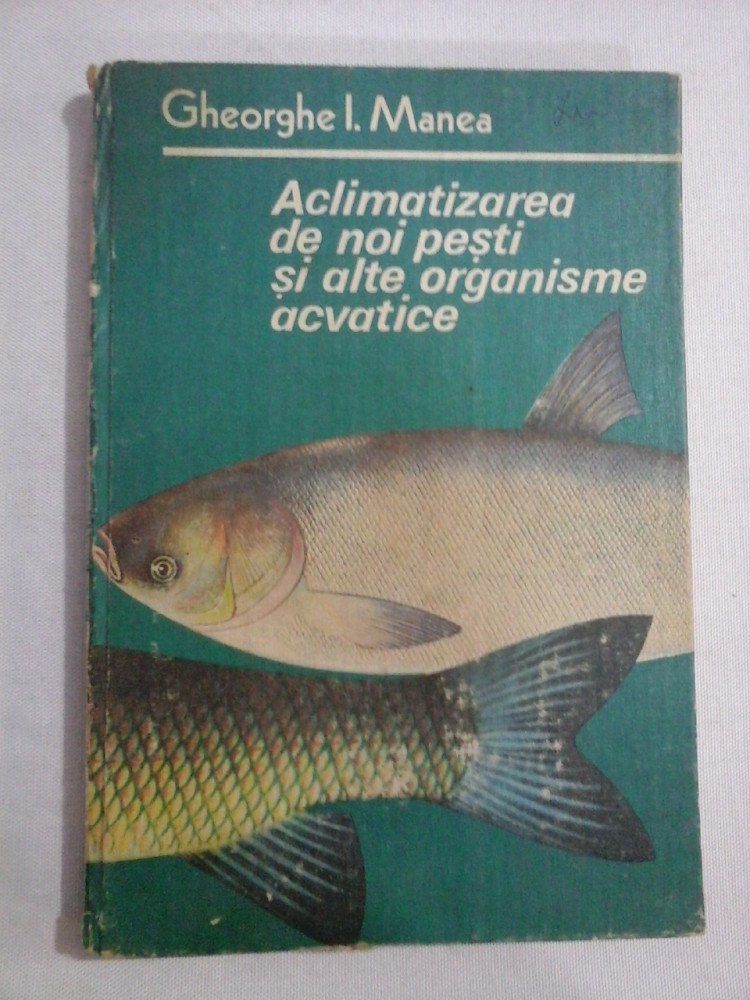 Gheorghe I. Manea
Aclimatizarea
de noi pești
și alte organisme
acvatice